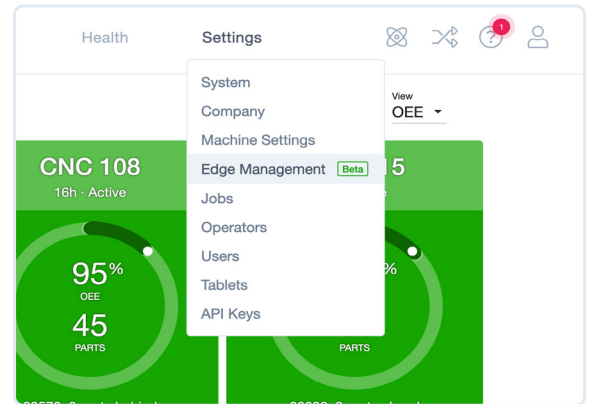 Health
Settings
1
System
Company
Machine Settings
Edge Management Beta
Jobs
Operators
Users
Tablets
API Keys
View
OEE
CNC 108
16h · Active
95%
OEE
45
PARTS
5
%
PARTS